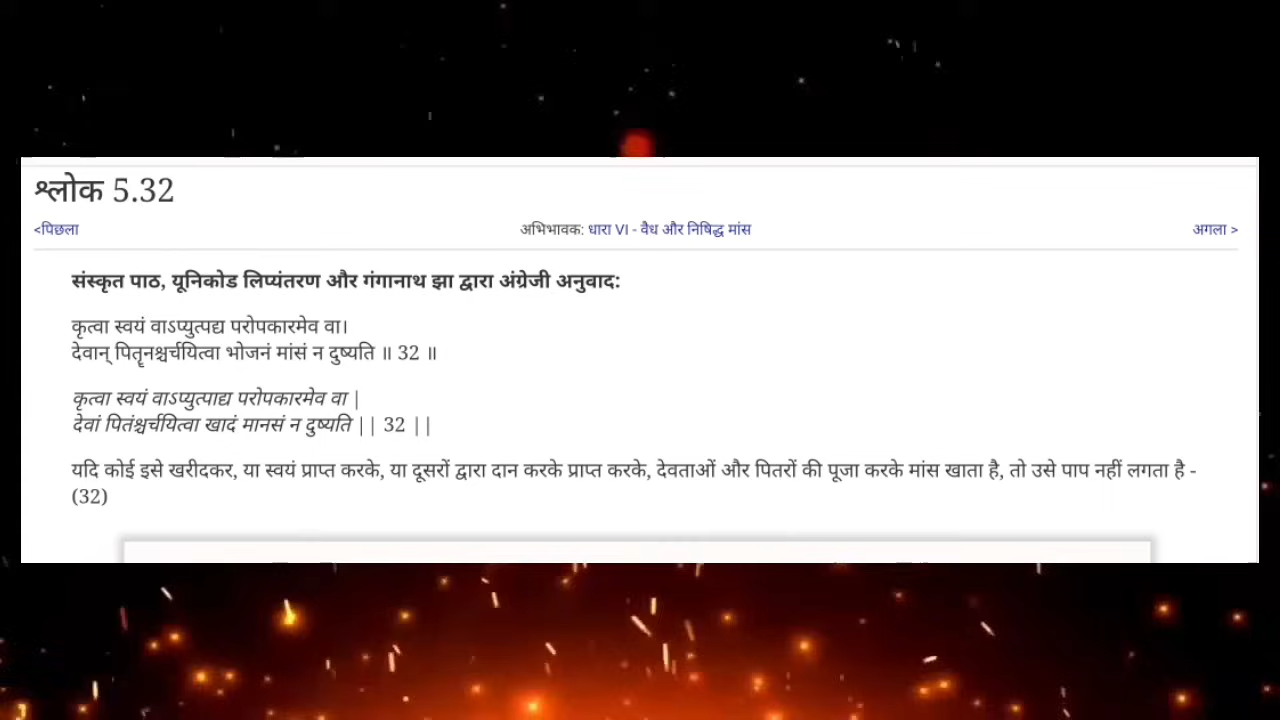 श्लोक 5.32
<पिछला
अभिभावक: धारा VI - वैध और निषिद्ध मांस
अगला >
संस्कृत पाठ, यूनिकोड लिप्यंतरण और गंगानाथ झा द्वारा अंग्रेजी अनुवाद:
कृत्वा स्वयं वाऽप्युत्पद्य परोपकारमेव वा।
देवान् पितॄनश्चर्चयित्वा भोजनं मांसं न दुष्यति ॥ 32 ॥
कृत्वा स्वयं वाऽप्युत्पाद्य परोपकारमेव वा |
देवां पितंश्चर्चयित्वा खादं मानसं न दुष्यति || 32 ||
यदि कोई इसे खरीदकर, या स्वयं प्राप्त करके, या दूसरों द्वारा दान करके प्राप्त करके, देवताओं और पितरों की पूजा करके मांस खाता है, तो उसे पाप नहीं लगता है -
(32)